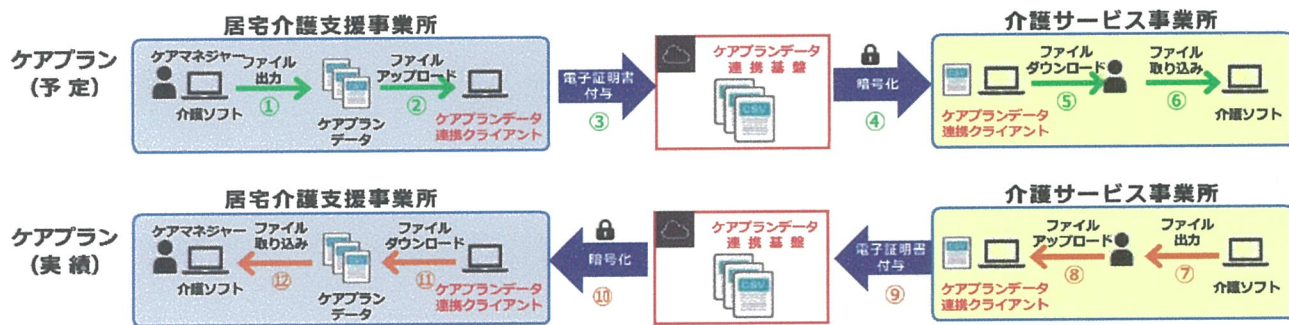 居宅介護支援事業所
介護サービス事業所
ケアプラン
(予定)
ケアマネジャー
ファイル
出力
①
介護ソフト
ケアプラン
データ
ファイル
アップロード
②
ケアプランデータ
連携クライアント
電子証明書
付与
③
ケアプランデータ
連携基盤
CSV
暗号化
④
CSV
ケアプランデータ
連携クライアント
ファイル
ダウンロード
⑤
ファイル
取り込み
⑥
介護ソフト
居宅介護支援事業所
介護サービス事業所
ケアプラン
(実績)
ケアマネジャー
ファイル
取り込み
⑫
介護ソフト
ケアプラン
データ
ファイル
ダウンロード
⑪
ケアプランデータ
連携クライアント
暗号化
⑩
ケアプランデータ
連携基盤
CSV
電子証明書
付与
⑨
CSV
ケアプランデータ
連携クライアント
ファイル
アップロード
⑧
ファイル
出力
⑦
介護ソフト